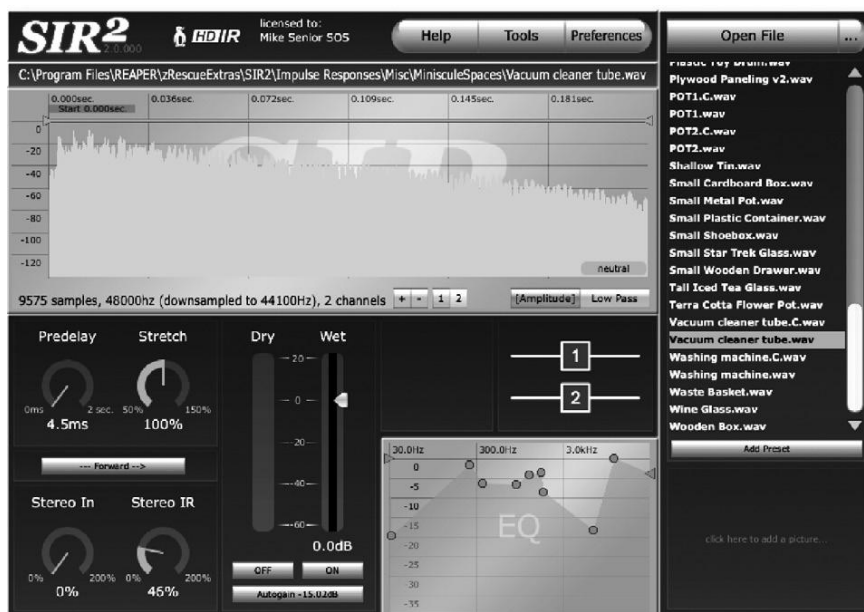 SIR2
2.0.000
HDIR
licensed to:
Mike Senior SOS
Help
Tools
Preferences
Open File
...
C:\Program Files\REAPER\zRescueExtras\SIR2\Impulse Responses\Misc\MinisculeSpaces\Vacuum cleaner tube.wav
0.000sec. 0.036sec. 0.072sec. 0.109sec. 0.145sec. 0.181sec.
Start 0.000sec.
0
-20
-40
-60
-80
-100
-120
SIR
neutral
9575 samples, 48000hz (downsampled to 44100Hz), 2 channels
+ - 1 2
[Amplitude] Low Pass
Predelay Stretch
0ms 2 sec. 50% 150%
4.5ms 100%
--- Forward -->
Stereo In Stereo IR
0% 200% 0% 200%
0% 46%
Dry Wet
20
0
20
-40
-60
0.0dB
OFF ON
Autogain -15.02dB
1
2
30.0Hz 300.0Hz 3.0kHz
0
-5
-10
-15
-20
-25
-30
-35
EQ
Plastic Toy Drum.wav
Plywood Paneling v2.wav
POT1.C.wav
POT1.wav
POT2.C.wav
POT2.wav
Shallow Tin.wav
Small Cardboard Box.wav
Small Metal Pot.wav
Small Plastic Container.wav
Small Shoebox.wav
Small Star Trek Glass.wav
Small Wooden Drawer.wav
Tall Iced Tea Glass.wav
Terra Cotta Flower Pot.wav
Vacuum cleaner tube.C.wav
Vacuum cleaner tube.wav
Washing machine.C.wav
Washing machine.wav
Waste Basket.wav
Wine Glass.wav
Wooden Box.wav
Add Preset
click here to add a picture...